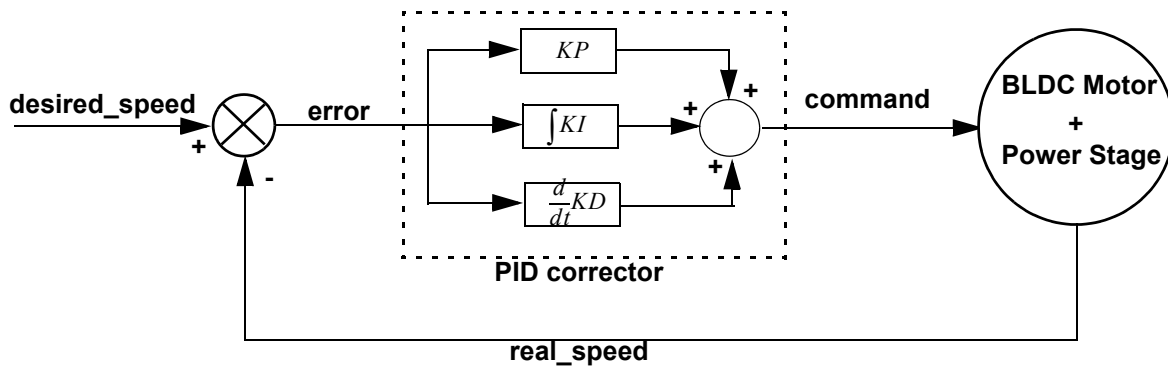 KP
desired_speed
error
+
+
command
BLDC Motor
+
Power Stage
+
∫KI
+
-
+
d/dt KD
PID corrector
real_speed